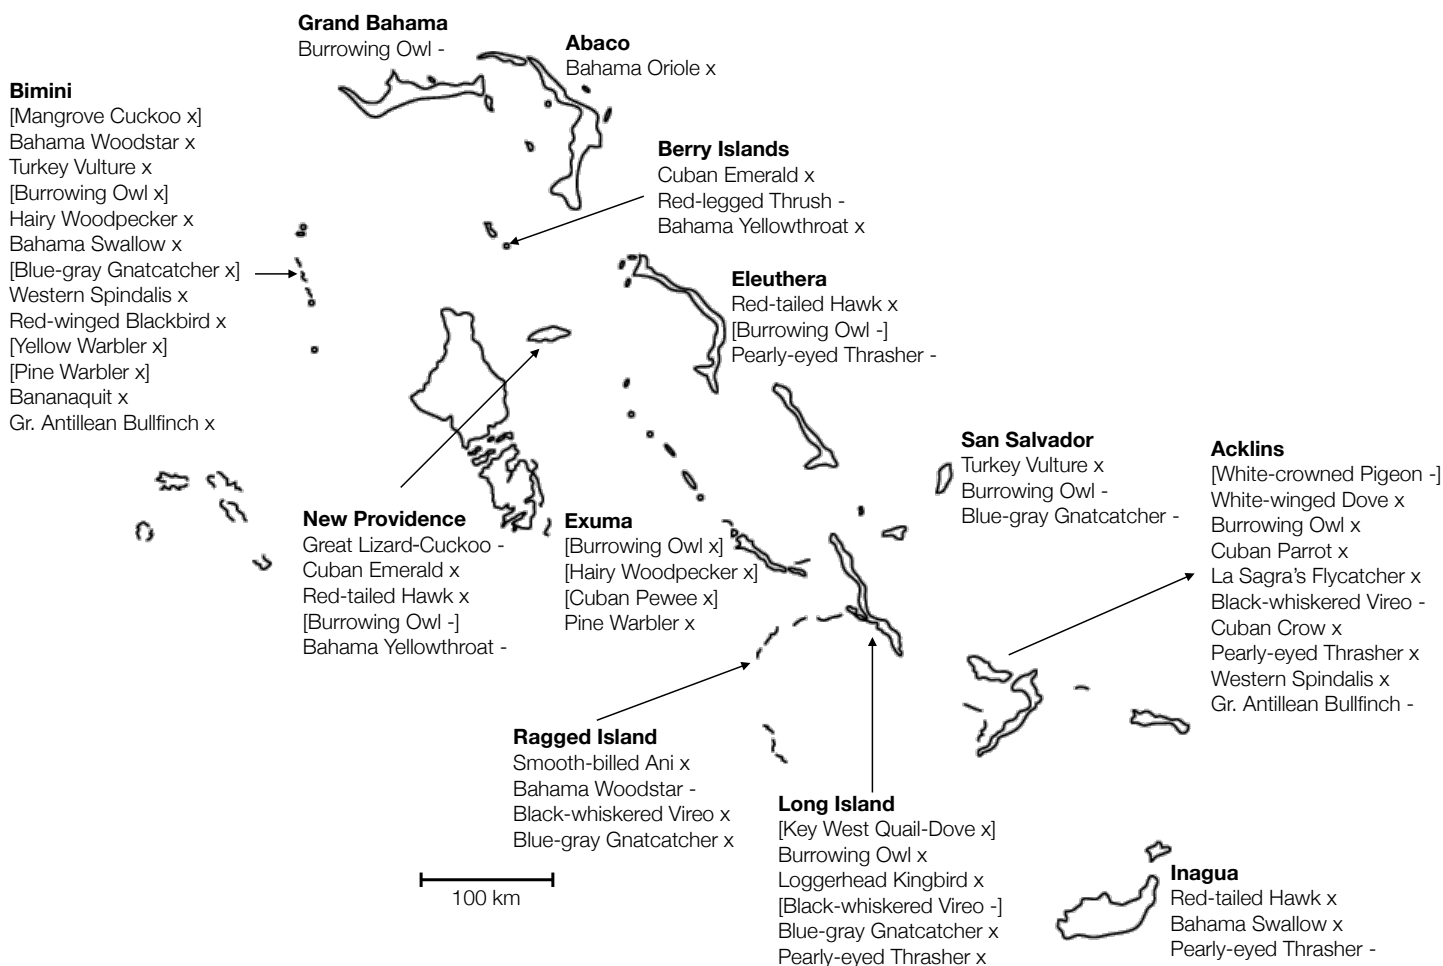 Grand Bahama
Burrowing Owl -
Abaco
Bahama Oriole x
Bimini
[Mangrove Cuckoo x]
Bahama Woodstar x
Turkey Vulture x
[Burrowing Owl x]
Hairy Woodpecker x
Bahama Swallow x
[Blue-gray Gnatcatcher x]
Western Spindalis x
Red-winged Blackbird x
[Yellow Warbler x]
[Pine Warbler x]
Bananaquit x
Gr. Antillean Bullfinch x
Berry Islands
Cuban Emerald x
Red-legged Thrush -
Bahama Yellowthroat x
Eleuthera
Red-tailed Hawk x
[Burrowing Owl -]
Pearly-eyed Thrasher -
San Salvador
Turkey Vulture x
Burrowing Owl -
Blue-gray Gnatcatcher -
Acklins
[White-crowned Pigeon -]
White-winged Dove x
Burrowing Owl x
Cuban Parrot x
La Sagra's Flycatcher x
Black-whiskered Vireo -
Cuban Crow x
Pearly-eyed Thrasher x
Western Spindalis x
Gr. Antillean Bullfinch -
New Providence
Great Lizard-Cuckoo -
Cuban Emerald x
Red-tailed Hawk x
[Burrowing Owl -]
Bahama Yellowthroat -
Exuma
[Burrowing Owl x]
[Hairy Woodpecker x]
[Cuban Pewee x]
Pine Warbler x
Ragged Island
Smooth-billed Ani x
Bahama Woodstar -
Black-whiskered Vireo x
Blue-gray Gnatcatcher x
Long Island
[Key West Quail-Dove x]
Burrowing Owl x
Loggerhead Kingbird x
[Black-whiskered Vireo -]
Blue-gray Gnatcatcher x
Pearly-eyed Thrasher x
Inagua
Red-tailed Hawk x
Bahama Swallow x
Pearly-eyed Thrasher -
100 km